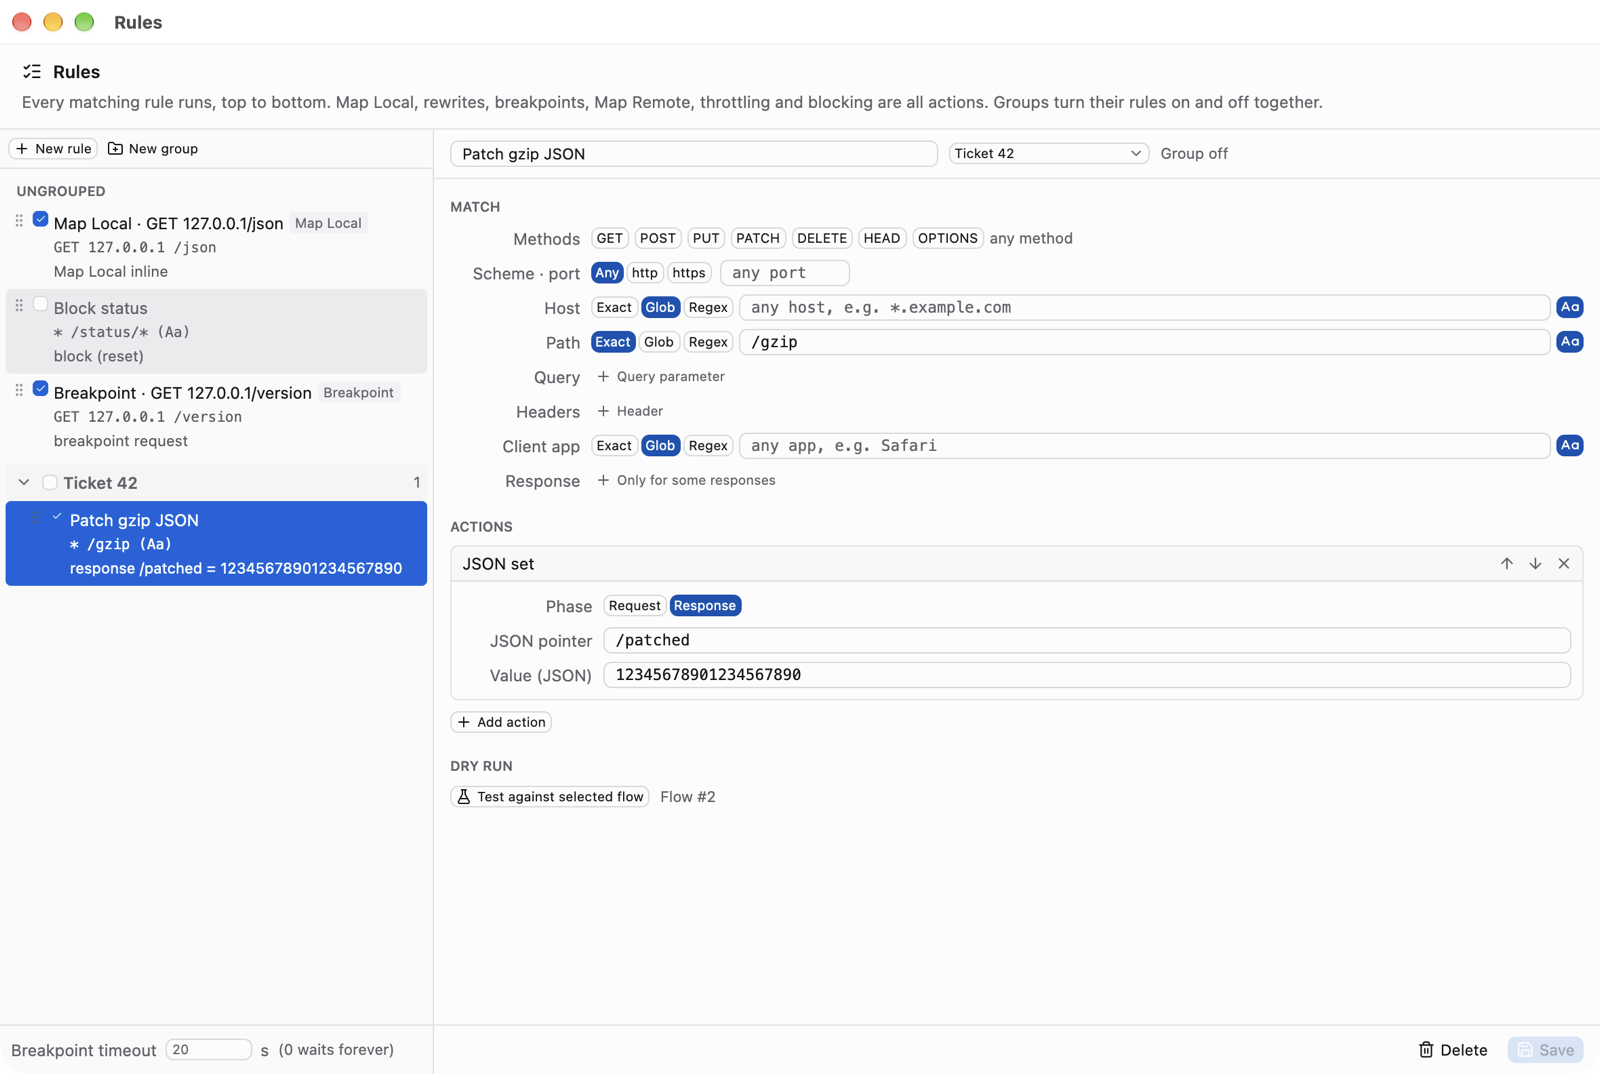 Rules
Rules
Every matching rule runs, top to bottom. Map Local, rewrites, breakpoints, Map Remote, throttling and blocking are all actions. Groups turn their rules on and off together.
New rule
New group
UNGROUPED
Map Local · GET 127.0.0.1/json Map Local
GET 127.0.0.1 /json
Map Local inline
Block status
* /status/* (Aa)
block (reset)
Breakpoint · GET 127.0.0.1/version Breakpoint
GET 127.0.0.1 /version
breakpoint request
Ticket 42 1
Patch gzip JSON
* /gzip (Aa)
response /patched = 12345678901234567890
Breakpoint timeout 20 s (0 waits forever)
Patch gzip JSON Ticket 42 Group off
MATCH
Methods GET POST PUT PATCH DELETE HEAD OPTIONS any method
Scheme · port Any http https any port
Host Exact Glob Regex any host, e.g. *.example.com Aa
Path Exact Glob Regex /gzip Aa
Query + Query parameter
Headers + Header
Client app Exact Glob Regex any app, e.g. Safari Aa
Response + Only for some responses
ACTIONS
JSON set
Phase Request Response
JSON pointer /patched
Value (JSON) 12345678901234567890
+ Add action
DRY RUN
Test against selected flow Flow #2
Delete Save